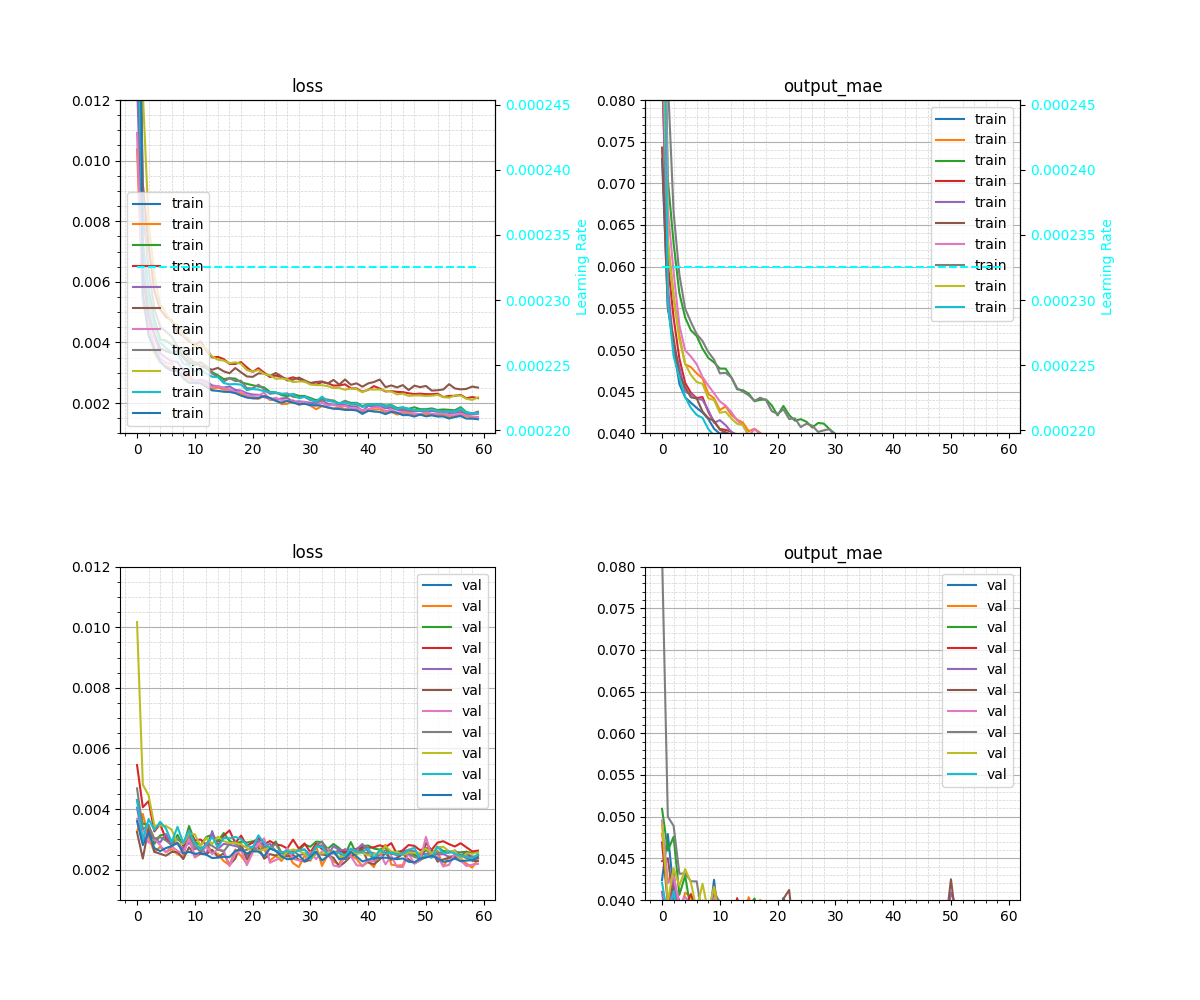 loss
0.012
0.010
0.008
0.006
0.004
0.002
0 10 20 30 40 50 60
train
train
train
train
train
train
train
train
train
train
train
0.000245
0.000240
0.000235
0.000230
0.000225
0.000220
Learning Rate
output_mae
0.080
0.075
0.070
0.065
0.060
0.055
0.050
0.045
0.040
0 10 20 30 40 50 60
train
train
train
train
train
train
train
train
train
train
0.000245
0.000240
0.000235
0.000230
0.000225
0.000220
Learning Rate
loss
0.012
0.010
0.008
0.006
0.004
0.002
0 10 20 30 40 50 60
val
val
val
val
val
val
val
val
val
val
val
output_mae
0.080
0.075
0.070
0.065
0.060
0.055
0.050
0.045
0.040
0 10 20 30 40 50 60
val
val
val
val
val
val
val
val
val
val